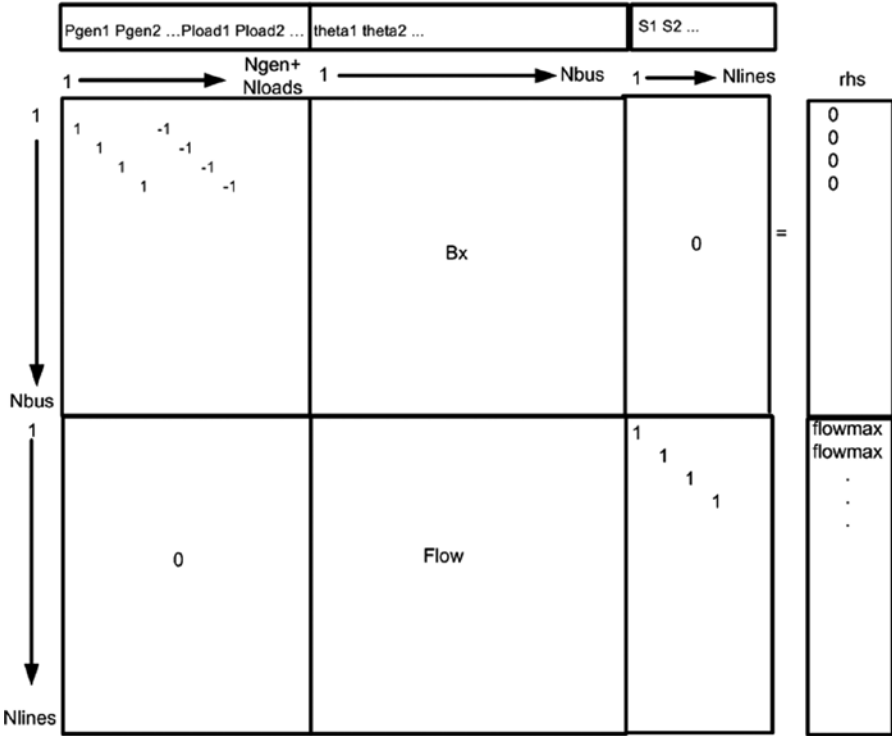 Pgen1 Pgen2 ...Pload1 Pload2 ... theta1 theta2 ... S1 S2 ...
1 Ngen+ Nloads 1 Nbus 1 Nlines rhs
1 1 -1 0
1 -1 0
1 -1 0
1 -1 0
Bx 0 =
Nbus
1 1 flowmax
1 flowmax
1 .
1 .
.
0 Flow
Nlines